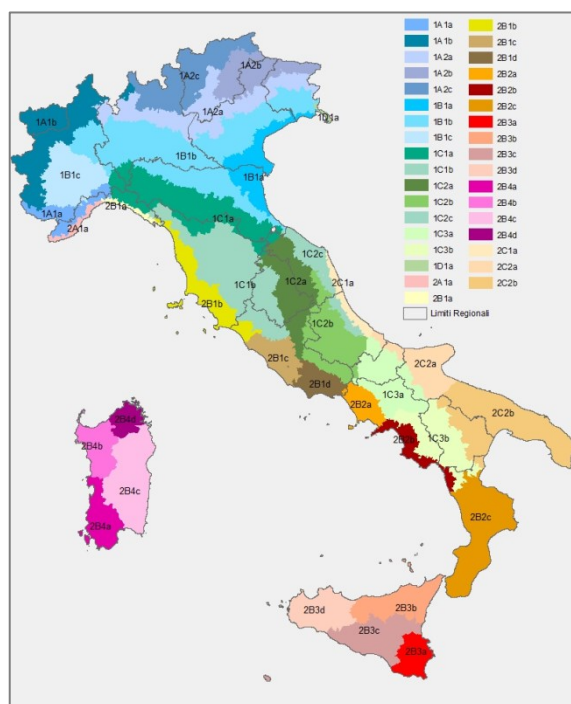 1A1a
1A1b
1A2a
1A2b
1A2c
1B1a
1B1b
1B1c
1C1a
1C1b
1C2a
1C2b
1C2c
1C3a
1C3b
1D1a
2A1a
2B1a
2B1b
2B1c
2B1d
2B2a
2B2b
2B2c
2B3a
2B3b
2B3c
2B3d
2B4a
2B4b
2B4c
2B4d
2C1a
2C2a
2C2b
Limiti Regionali
1A2c
1A2b
1A2a
1A1b
1D1a
1B1b
1B1c
1B1a
1A1a
2B1a
2A1a
1C1a
1C2c
1C2a
2C1a
1C1b
2B1b
1C2b
2B1c
2B1d
2C2a
1C3a
2B2a
2C2b
2B2b
1C3b
2B4d
2B4b
2B4c
2B4a
2B2c
2B3d
2B3b
2B3c
2B3a